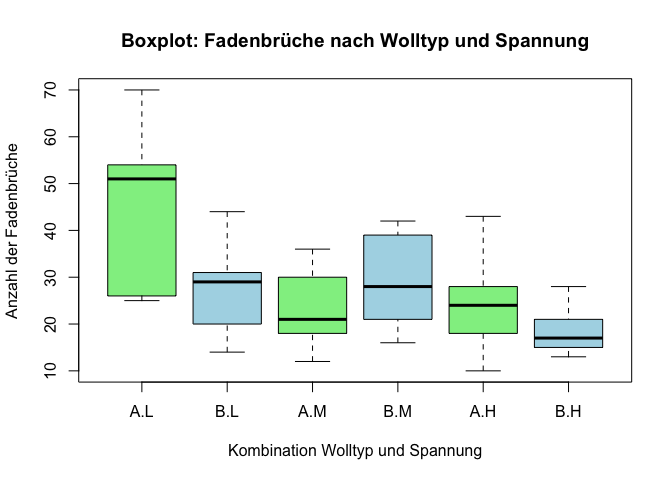 Boxplot: Fadenbrüche nach Wolltyp und Spannung
Anzahl der Fadenbrüche
70
60
50
40
30
20
10
A.L B.L A.M B.M A.H B.H
Kombination Wolltyp und Spannung